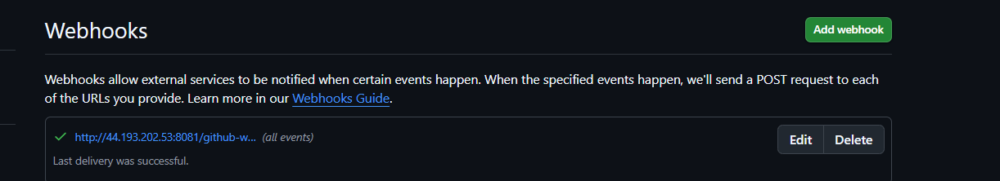 Webhooks
Add webhook
Webhooks allow external services to be notified when certain events happen. When the specified events happen, we'll send a POST request to each
of the URLs you provide. Learn more in our Webhooks Guide.
http://44.193.202.53:8081/github-w... (all events)
Edit
Delete
Last delivery was successful.